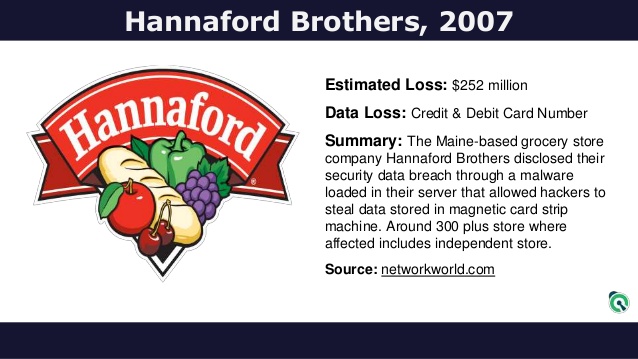 Hannaford Brothers, 2007
Hannaford
®
Estimated Loss: $252 million
Data Loss: Credit & Debit Card Number
Summary: The Maine-based grocery store
company Hannaford Brothers disclosed their
security data breach through a malware
loaded in their server that allowed hackers to
steal data stored in magnetic card strip
machine. Around 300 plus store where
affected includes independent store.
Source: networkworld.com